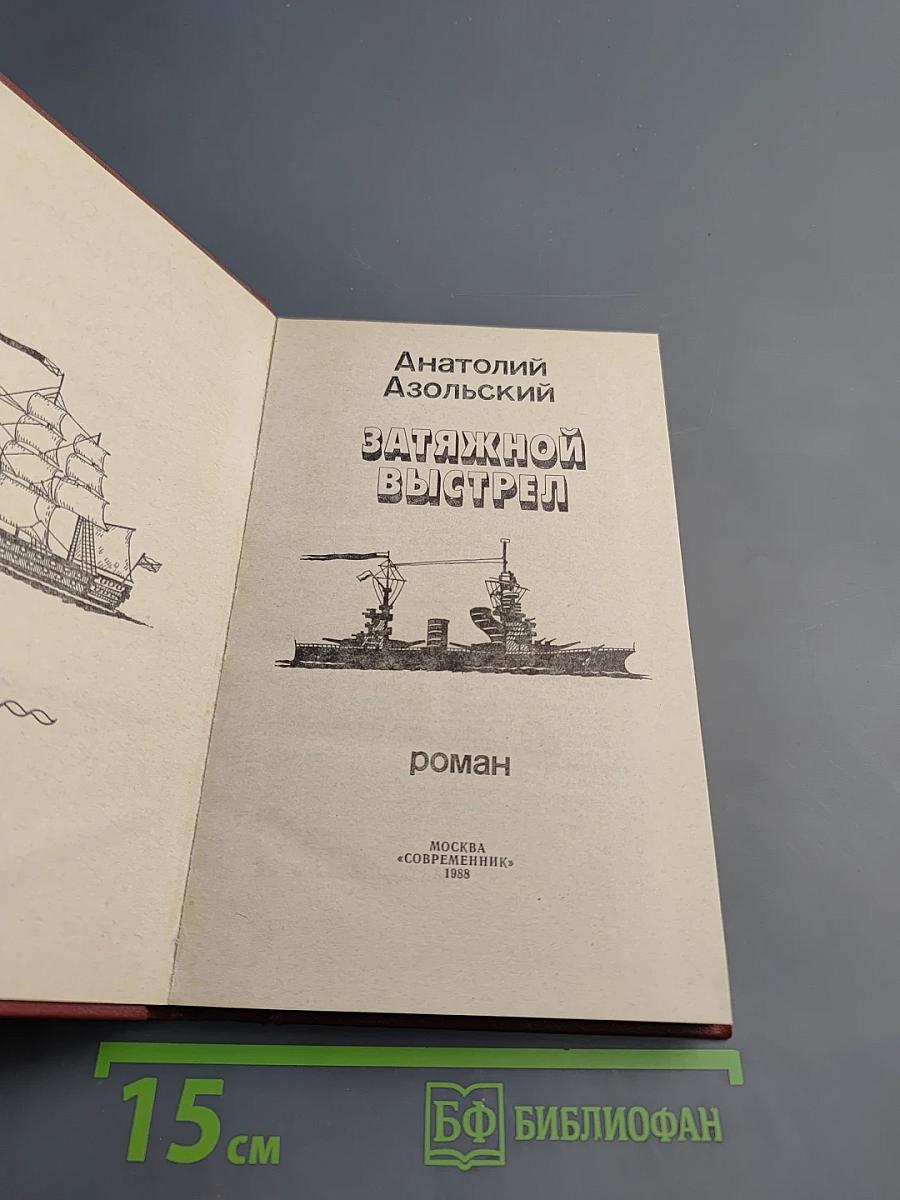 Анатолий
Азольский
ЗАТЯЖНОЙ
ВЫСТРЕЛ
роман
МОСКВА
«СОВРЕМЕННИК»
1988
15 см
БФ БИБЛИОФАН